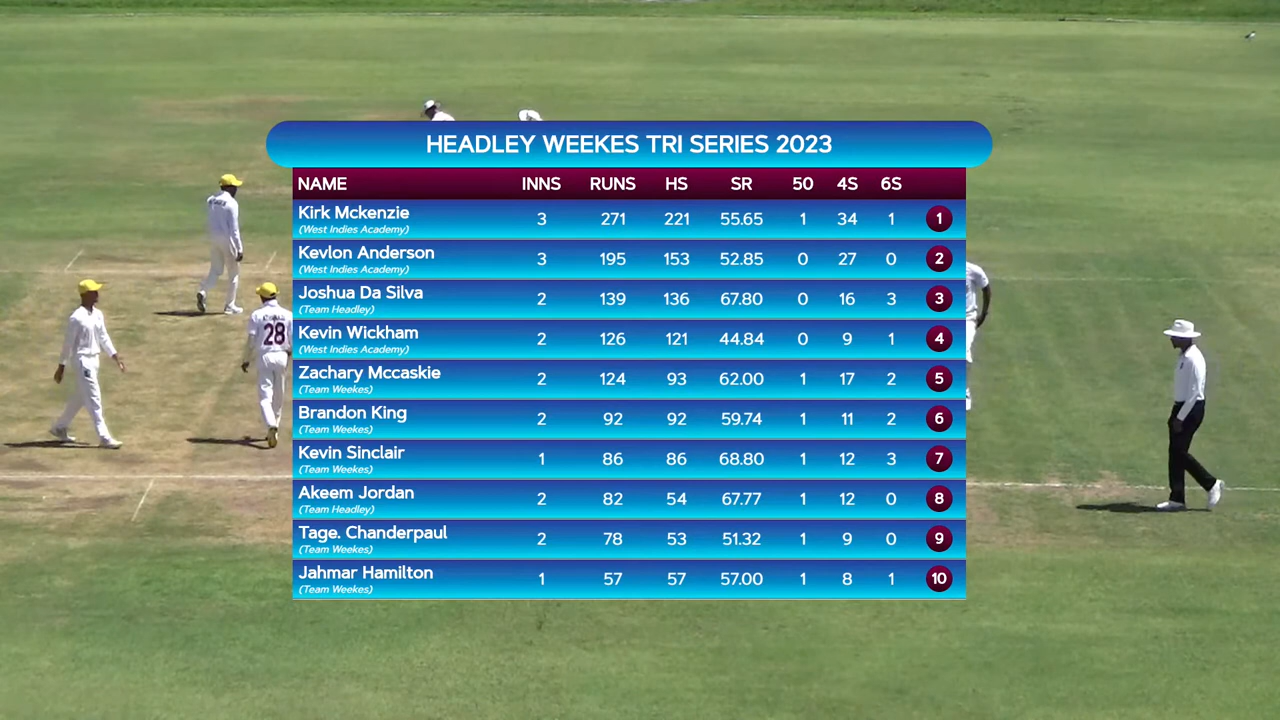 HEADLEY WEEKES TRI SERIES 2023
NAME INNS RUNS HS SR 50 4S 6S
Kirk Mckenzie 3 271 221 55.65 1 34 1 1
(West Indies Academy)
Kevlon Anderson 3 195 153 52.85 0 27 0 2
(West Indies Academy)
Joshua Da Silva 2 139 136 67.80 0 16 3 3
(Team Headley)
Kevin Wickham 2 126 121 44.84 0 9 1 4
(West Indies Academy)
Zachary Mccaskie 2 124 93 62.00 1 17 2 5
(Team Weekes)
Brandon King 2 92 92 59.74 1 11 2 6
(Team Weekes)
Kevin Sinclair 1 86 86 68.80 1 12 3 7
(Team Weekes)
Akeem Jordan 2 82 54 67.77 1 12 0 8
(Team Headley)
Tage. Chanderpaul 2 78 53 51.32 1 9 0 9
(Team Weekes)
Jahmar Hamilton 1 57 57 57.00 1 8 1 10
(Team Weekes)
28